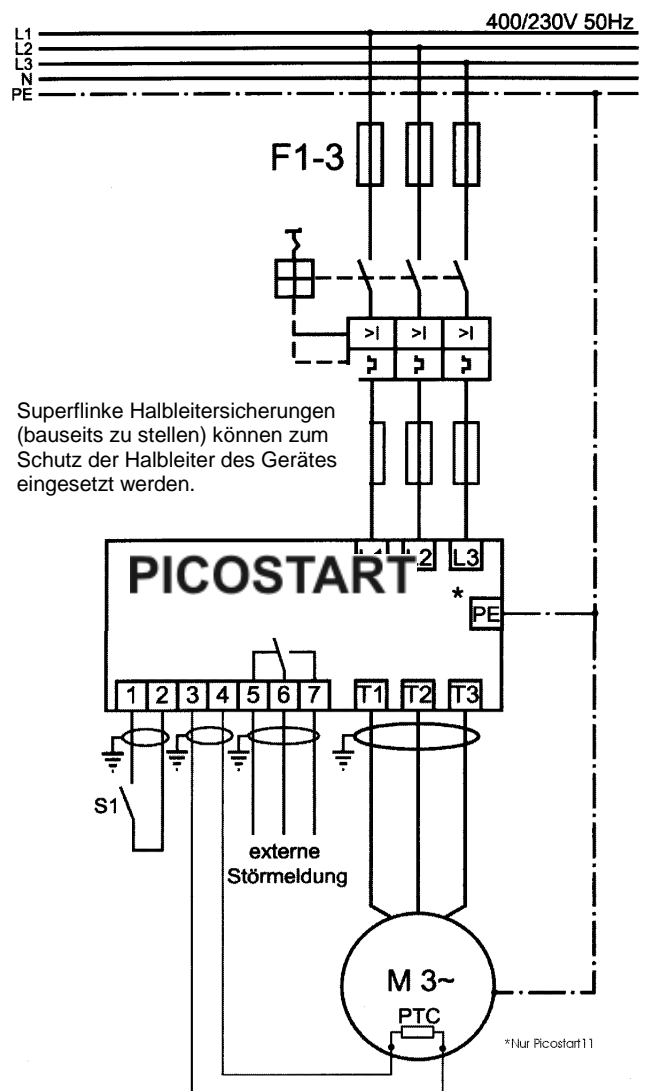 400/230V 50Hz
L1
L2
L3
N
PE
F1-3
>I >I >I
Superflinke Halbleitersicherungen
(bauseits zu stellen) können zum
Schutz der Halbleiter des Gerätes
eingesetzt werden.
L2 L3
PICOSTART
*
PE
1 2 3 4 5 6 7 T1 T2 T3
S1
externe
Störmeldung
M 3~
PTC
*Nur Picostart11